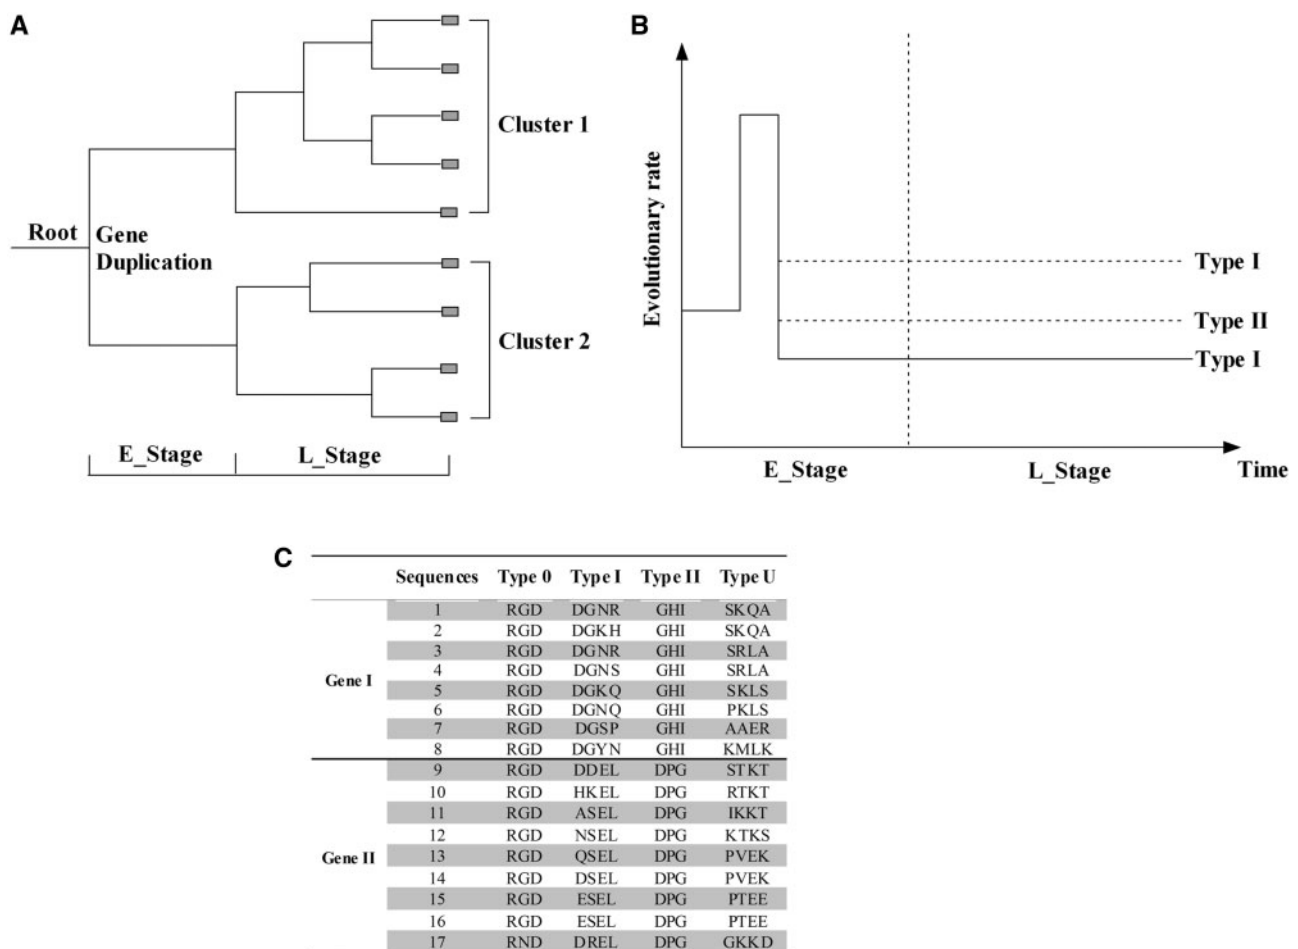 A
Cluster 1
Root
Gene
Duplication
Cluster 2
E_Stage L_Stage
B
Evolutionary rate
Type I
Type II
Type I
E_Stage L_Stage Time
C
Sequences Type 0 Type I Type II Type U
Gene I
1 RGD DGNR GHI SKQA
2 RGD DGKH GHI SKQA
3 RGD DGNR GHI SRLA
4 RGD DGNS GHI SRLA
5 RGD DGKQ GHI SKLS
6 RGD DGNQ GHI PKLS
7 RGD DGSP GHI AAER
8 RGD DGYN GHI KMLK
Gene II
9 RGD DDEL DPG STKT
10 RGD HKEL DPG RTKT
11 RGD ASEL DPG IKKT
12 RGD NSEL DPG KTKS
13 RGD QSEL DPG PVEK
14 RGD DSEL DPG PVEK
15 RGD ESEL DPG PTEE
16 RGD ESEL DPG PTEE
17 RND DREL DPG GKKD